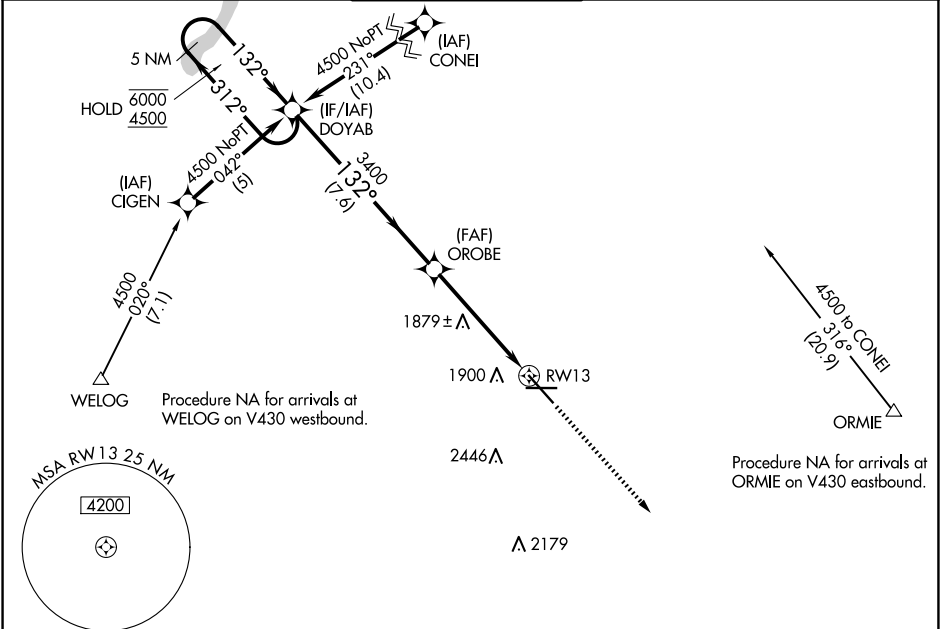 5 NM
132°
312°
HOLD
6000
4500
4500 NoPT
231°
(10.4)
(IAF)
CONEI
(IF/IAF)
DOYAB
4500 NoPT
042°
(5)
(IAF)
CIGEN
3400
132°
(7.6)
(FAF)
OROBE
4500
020°
(7.1)
WELOG
Procedure NA for arrivals at
WELOG on V430 westbound.
1879±
1900
RW13
2446
2179
4500 to CONEI
316°
(20.9)
ORMIE
Procedure NA for arrivals at
ORMIE on V430 eastbound.
MSA RW13 25 NM
4200